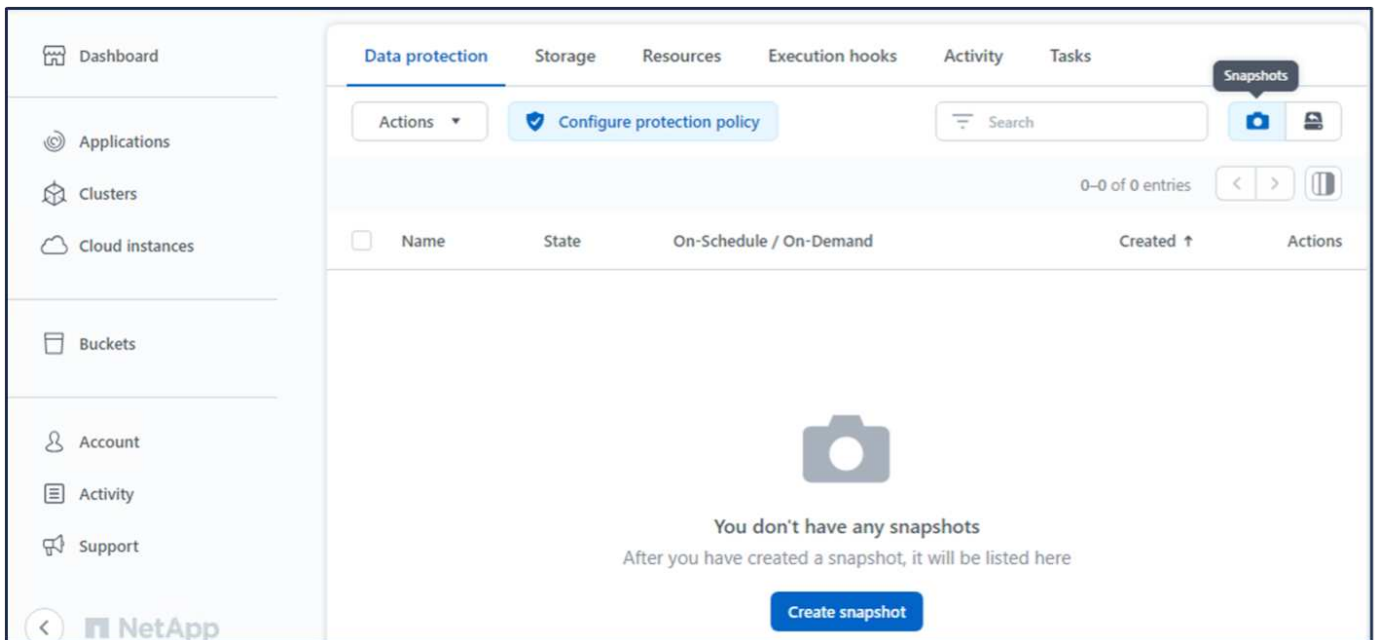 Dashboard
Applications
Clusters
Cloud instances
Buckets
Account
Activity
Support
NetApp
Data protection Storage Resources Execution hooks Activity Tasks
Snapshots
Actions Configure protection policy Search
0–0 of 0 entries
Name State On-Schedule / On-Demand Created ↑ Actions
You don't have any snapshots
After you have created a snapshot, it will be listed here
Create snapshot